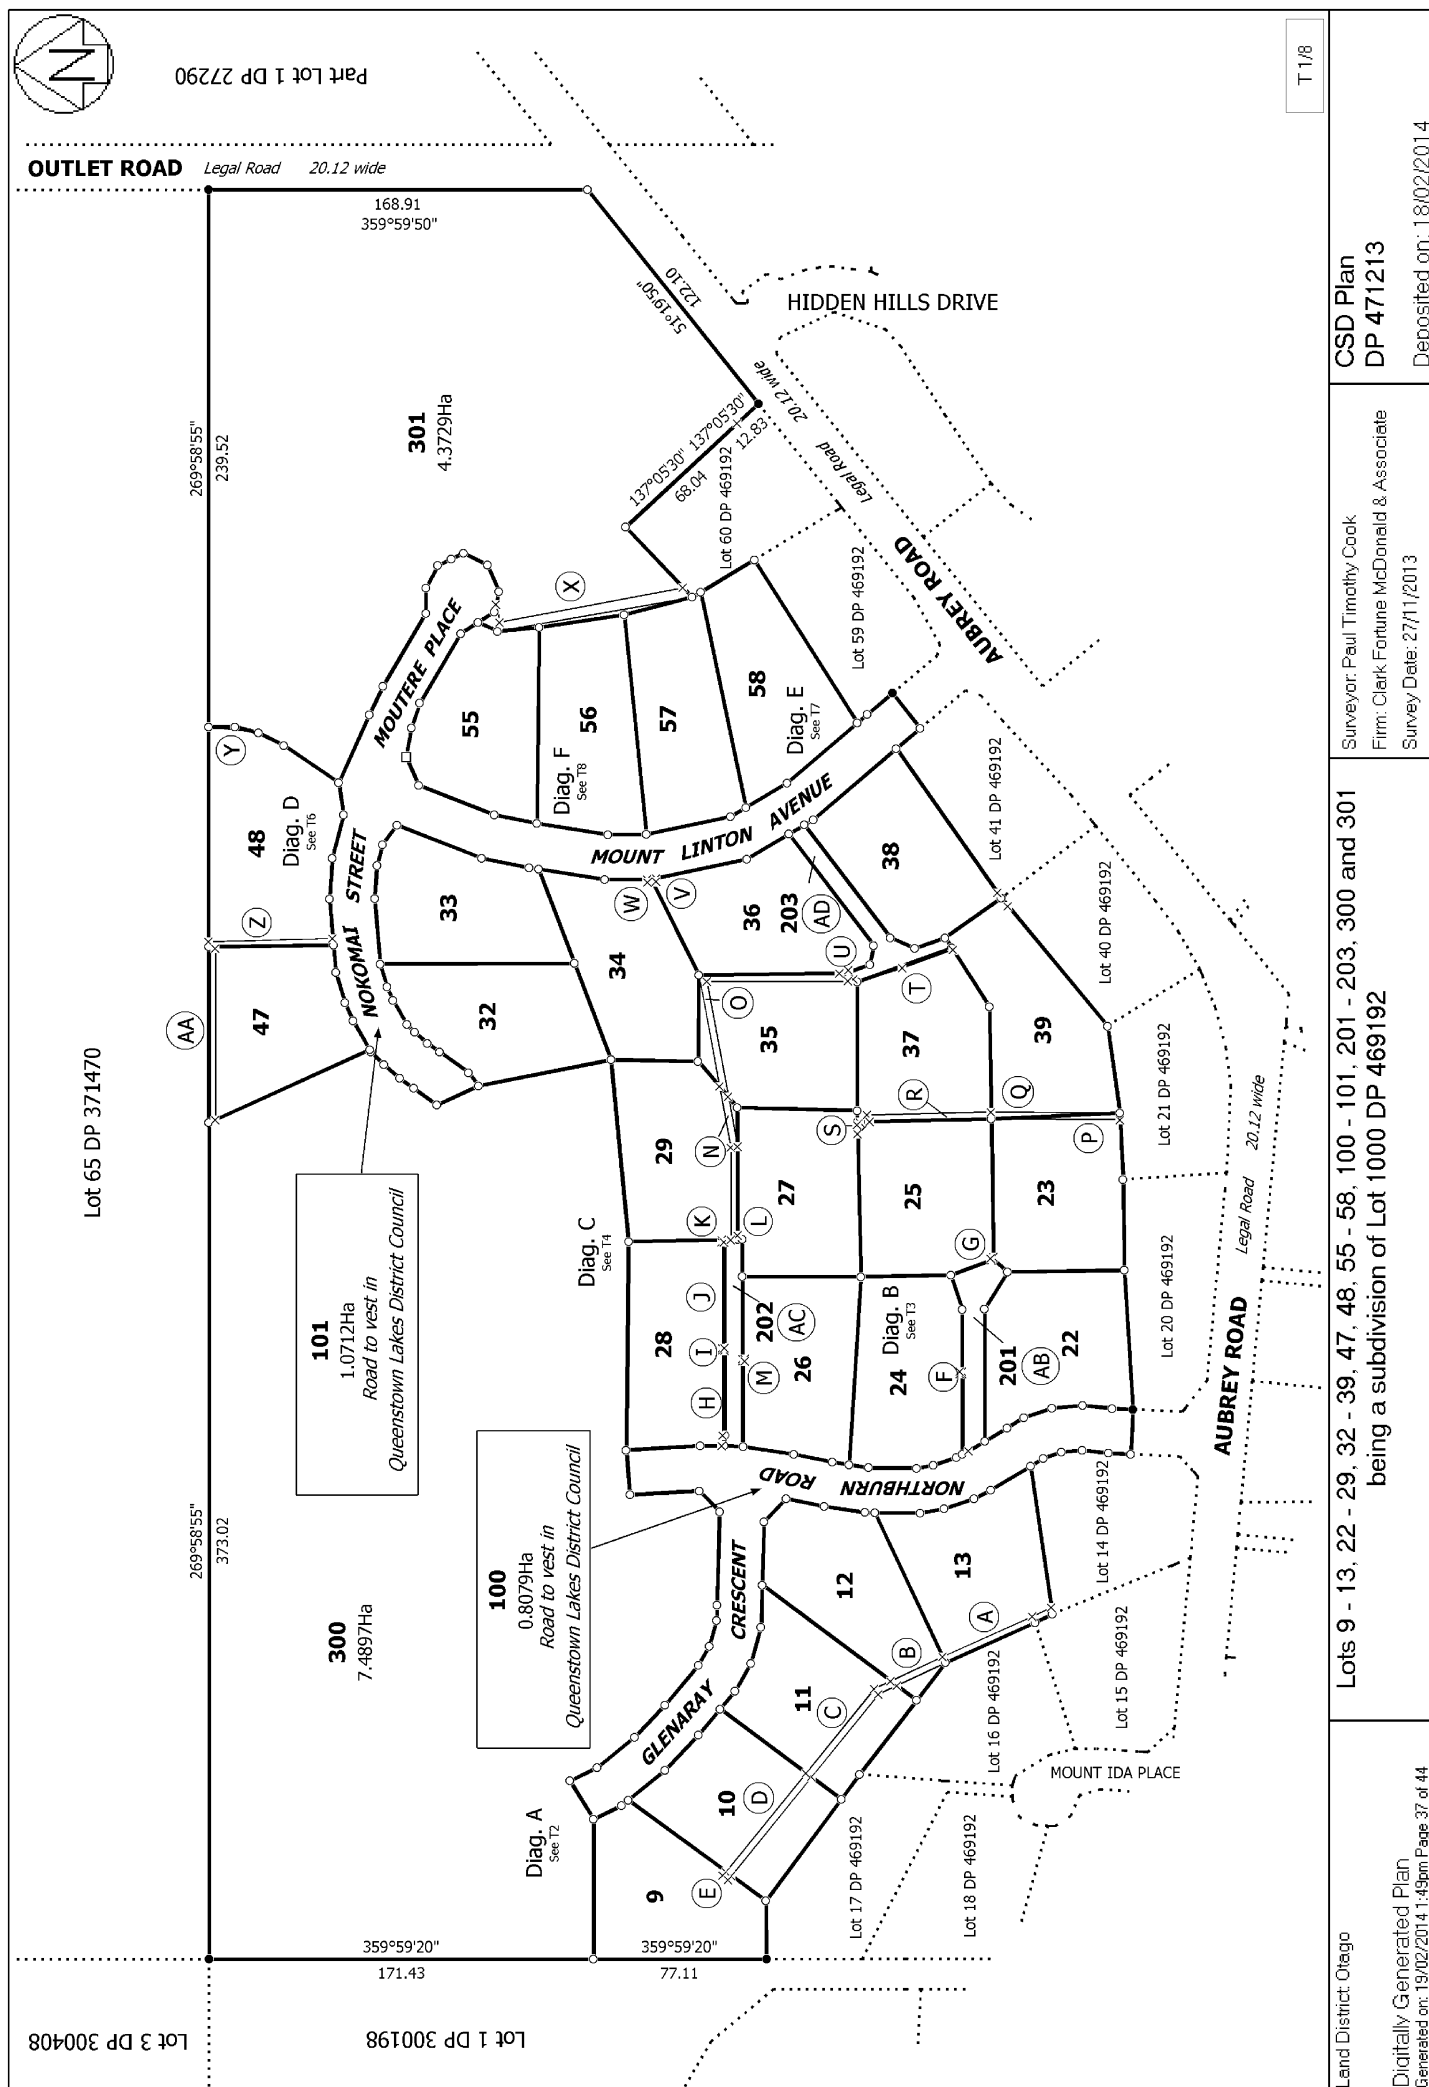 N
Part Lot 1 DP 27290
OUTLET ROAD Legal Road 20.12 wide
168.91
359°59'50"
51°19'50"
122.10
HIDDEN HILLS DRIVE
269°58'55"
239.52
301
4.3729Ha
137°05'30" 137°05'30"
68.04
12.83
Lot 60 DP 469192
20.12 wide
Legal Road
AUBREY ROAD
Lot 59 DP 469192
X
MOUTERE PLACE
55
56
57
58
Diag. E
See T7
Diag. F
See T8
Y
48
Diag. D
See T6
NOKOMAI STREET
MOUNT LINTON AVENUE
Z
33
W
V
36
203
AD
38
Lot 41 DP 469192
Lot 40 DP 469192
AA
47
32
34
O
U
T
35
37
39
Lot 65 DP 371470
101
1.0712Ha
Road to vest in
Queenstown Lakes District Council
29
N
S
R
Q
P
Lot 21 DP 469192
Legal Road 20.12 wide
Diag. C
See T4
K
L
27
25
23
G
28
J
I
H
202
AC
M
26
Diag. B
See T3
24
F
201
AB
22
Lot 20 DP 469192
AUBREY ROAD
269°58'55"
373.02
300
7.4897Ha
100
0.8079Ha
Road to vest in
Queenstown Lakes District Council
NORTHBURN ROAD
GLENARAY CRESCENT
12
13
A
B
Lot 14 DP 469192
Lot 15 DP 469192
Lot 16 DP 469192
MOUNT IDA PLACE
11
C
10
D
Diag. A
See T2
9
E
Lot 17 DP 469192
Lot 18 DP 469192
359°59'20"
171.43
359°59'20"
77.11
Lot 3 DP 300408
Lot 1 DP 300198
T 1/8
Land District: Otago
Digitally Generated Plan
Generated on: 19/02/2014 1:49pm Page 37 of 44
Lots 9 - 13, 22 - 29, 32 - 39, 47, 48, 55 - 58, 100 - 101, 201 - 203, 300 and 301
being a subdivision of Lot 1000 DP 469192
Surveyor: Paul Timothy Cook
Firm: Clark Fortune McDonald & Associate
Survey Date: 27/11/2013
CSD Plan
DP 471213
Deposited on: 18/02/2014